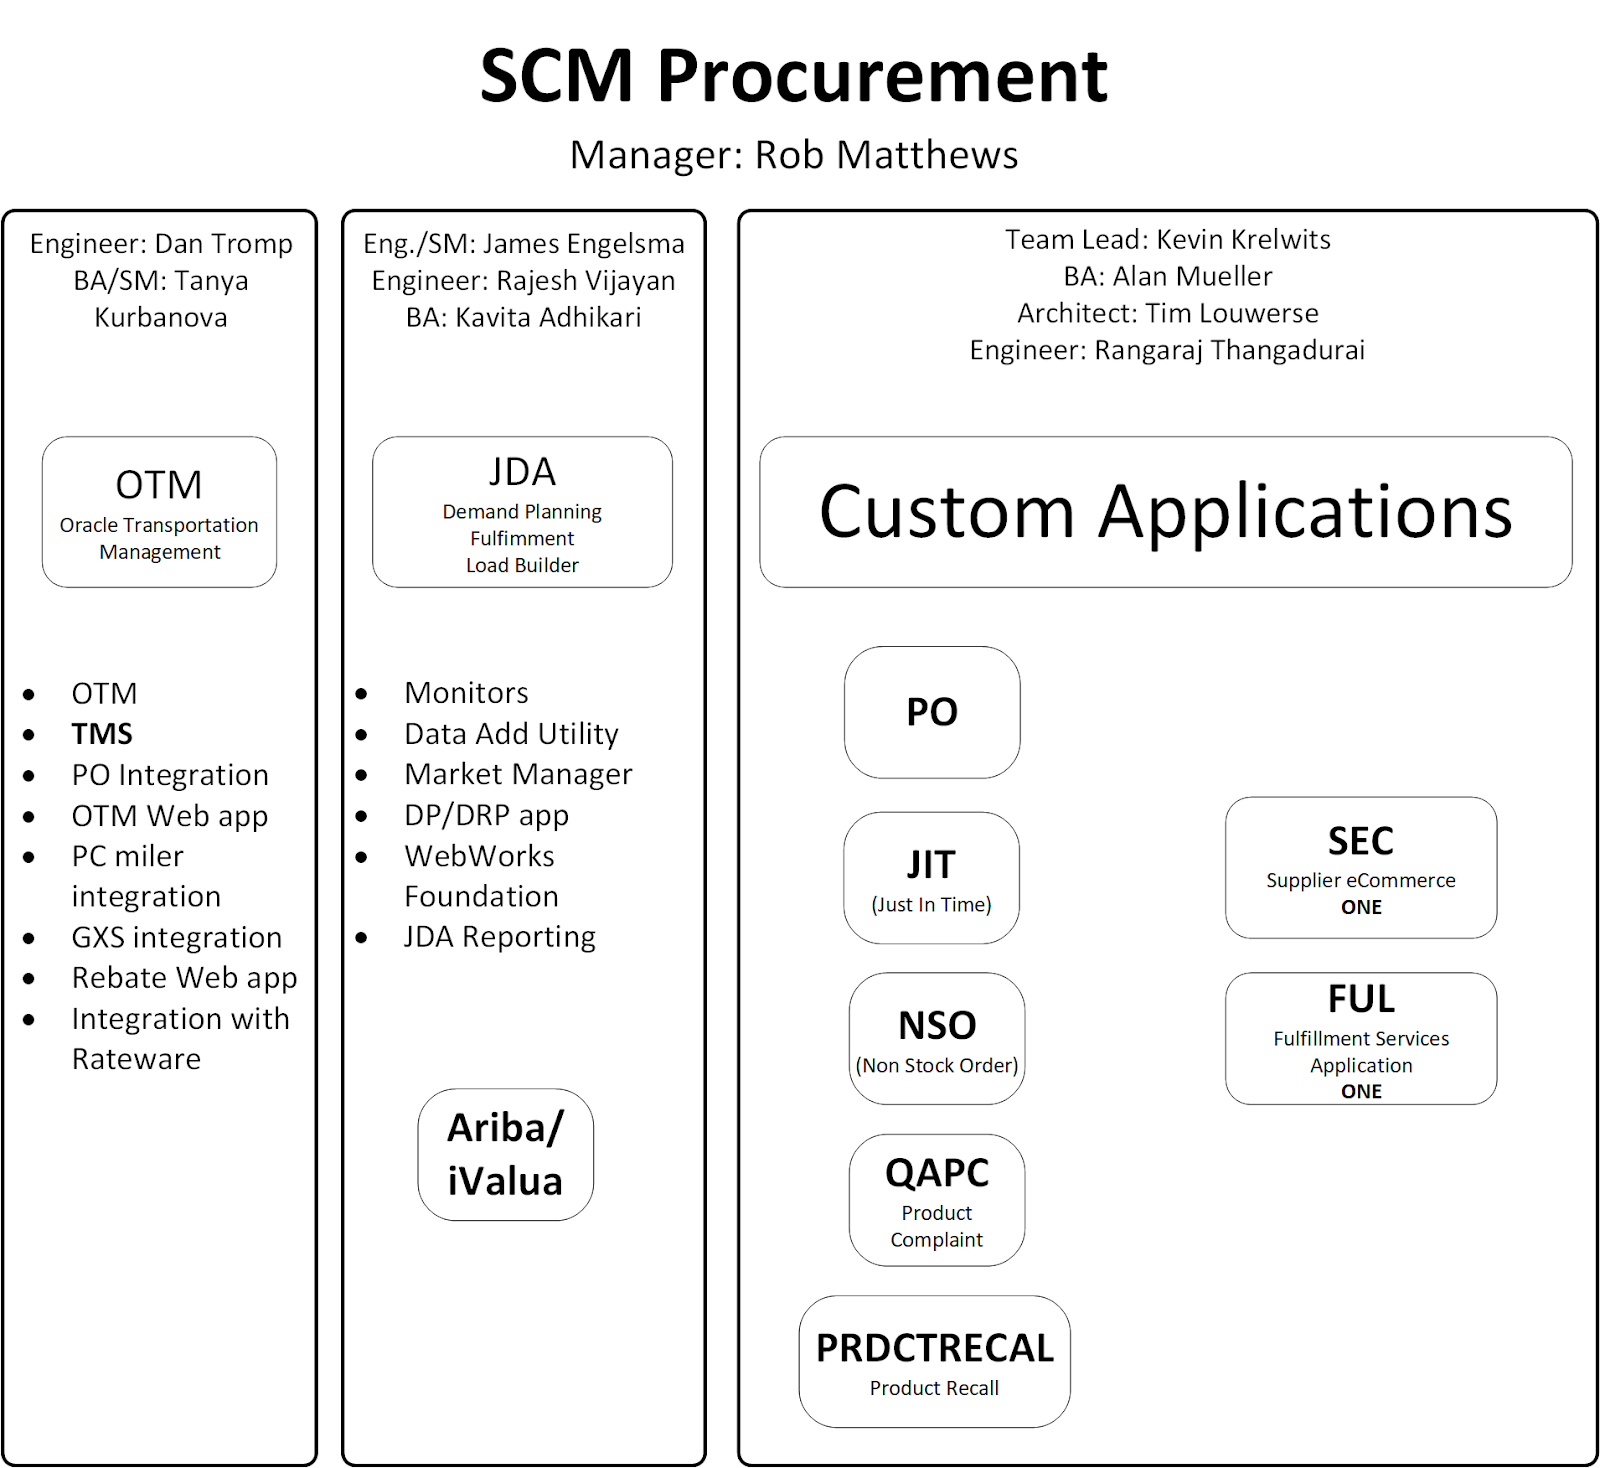 SCM Procurement
Manager: Rob Matthews
Engineer: Dan Tromp
BA/SM: Tanya
Kurbanova
OTM
Oracle Transportation
Management
• OTM
• TMS
• PO Integration
• OTM Web app
• PC miler
integration
• GXS integration
• Rebate Web app
• Integration with
Rateware
Eng./SM: James Engelsma
Engineer: Rajesh Vijayan
BA: Kavita Adhikari
JDA
Demand Planning
Fulfimment
Load Builder
• Monitors
• Data Add Utility
• Market Manager
• DP/DRP app
• WebWorks
Foundation
• JDA Reporting
Ariba/
iValua
Team Lead: Kevin Krelwits
BA: Alan Mueller
Architect: Tim Louwerse
Engineer: Rangaraj Thangadurai
Custom Applications
PO
JIT
(Just In Time)
NSO
(Non Stock Order)
QAPC
Product
Complaint
PRDCTRECAL
Product Recall
SEC
Supplier eCommerce
ONE
FUL
Fulfillment Services
Application
ONE